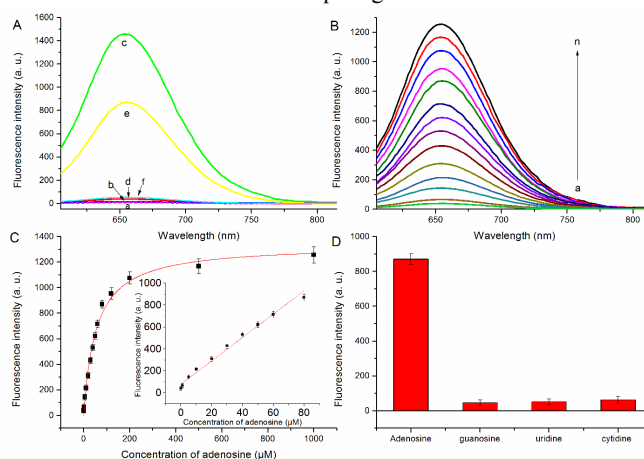 A
1600
1400
1200
1000
800
600
400
200
0
Fluorescence intensity (a. u.)
c
e
b
d
f
a
650
700
750
800
Wavelength (nm)
B
1400
1200
1000
800
600
400
200
0
Fluorescence intensity (a. u.)
n
a
650
700
750
800
Wavelength (nm)
C
1400
1200
1000
800
600
400
200
0
Fluorescence intensity (a. u.)
0
200
400
600
800
1000
Concentration of adenosine (μM)
1000
800
600
400
200
0
Fluorescence intensity (a. u.)
0
20
40
60
80
Concentration of adenosine (μM)
D
1000
800
600
400
200
0
Fluorescence intensity (a. u.)
Adenosine
guanosine
uridine
cytidine